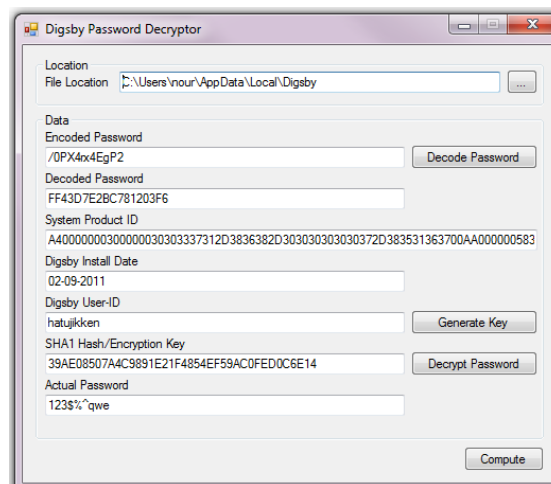 Digsby Password Decryptor
Location
File Location C:\Users\nour\AppData\Local\Digsby ...
Data
Encoded Password
/0PX4rx4EgP2 Decode Password
Decoded Password
FF43D7E2BC781203F6
System Product ID
A40000000300000030303337312D3836382D303030303030372D383531363700AA000000583
Digsby Install Date
02-09-2011
Digsby User-ID
hatujikken Generate Key
SHA1 Hash/Encryption Key
39AE08507A4C9891E21F4854EF59AC0FED0C6E14 Decrypt Password
Actual Password
123$%^qwe
Compute